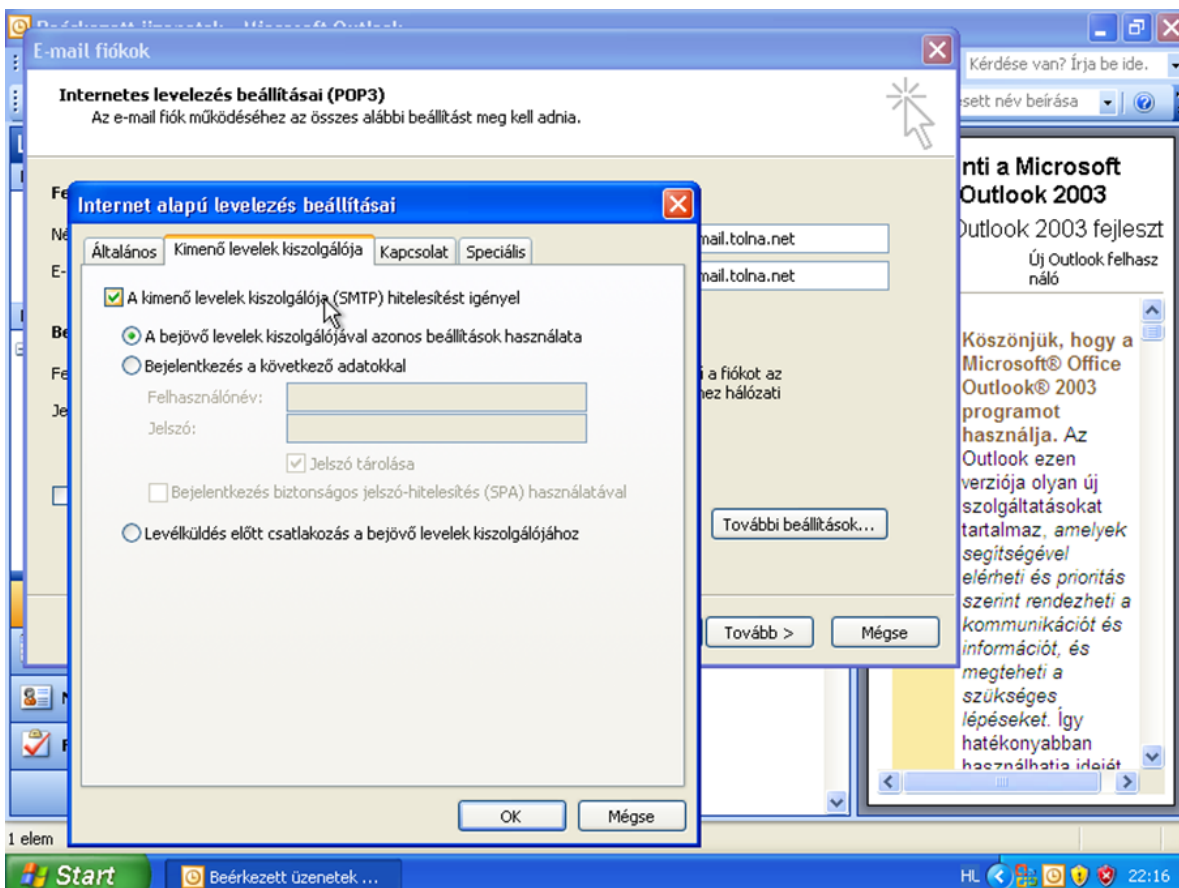 Beérkezett üzenetek - Microsoft Outlook
E-mail fiókok
Kérdése van? Írja be ide.
Internetes levelezés beállításai (POP3)
Az e-mail fiók működéséhez az összes alábbi beállítást meg kell adnia.
név beírása
Internet alapú levelezés beállításai
Általános
Kimenő levelek kiszolgálója
Kapcsolat
Speciális
mail.tolna.net
mail.tolna.net
A kimenő levelek kiszolgálója (SMTP) hitelesítést igényel
A bejövő levelek kiszolgálójával azonos beállítások használata
Bejelentkezés a következő adatokkal
Felhasználónév:
Jelszó:
Jelszó tárolása
Bejelentkezés biztonságos jelszó-hitelesítés (SPA) használatával
Levélküldés előtt csatlakozás a bejövő levelek kiszolgálójához
OK
Mégse
a fiókot az
hálózati
További beállítások...
Tovább >
Mégse
nti a Microsoft
Outlook 2003
Outlook 2003 fejleszt
Új Outlook felhasz
náló
Köszönjük, hogy a
Microsoft® Office
Outlook® 2003
programot
használja. Az
Outlook ezen
verziója olyan új
szolgáltatásokat
tartalmaz, amelyek
segítségével
elérheti és prioritás
szerint rendezheti a
kommunikációt és
információt, és
megteheti a
szükséges
lépéseket. Így
hatékonyabban
használhatja idejét
1 elem
Start
Beérkezett üzenetek ...
HU
22:16